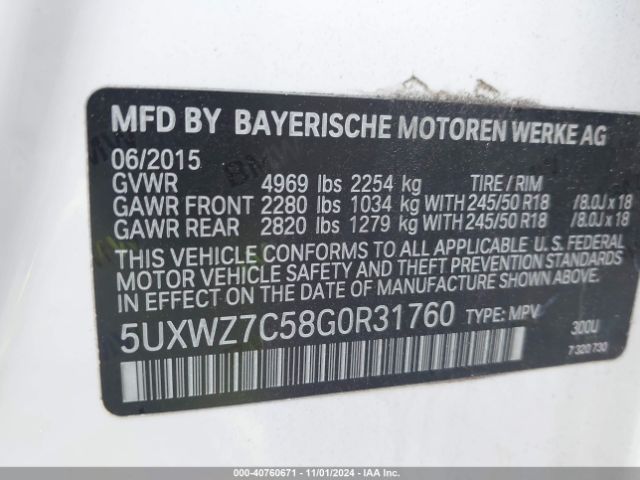 MFD BY BAYERISCHE MOTOREN WERKE AG
06/2015
GVWR 4969 lbs 2254 kg TIRE / RIM
GAWR FRONT 2280 lbs 1034 kg WITH 245/50 R18 /8.0J x 18
GAWR REAR 2820 lbs 1279 kg WITH 245/50 R18 /8.0J x 18
THIS VEHICLE CONFORMS TO ALL APPLICABLE U. S. FEDERAL
MOTOR VEHICLE SAFETY AND THEFT PREVENTION STANDARDS
IN EFFECT ON THE DATE OF MANUFACTURE SHOWN ABOVE.
5UXWZ7C58G0R31760 TYPE: MPV 300U
7 320 730
000-40760671 | 11/01/2024 - IAAI.COM